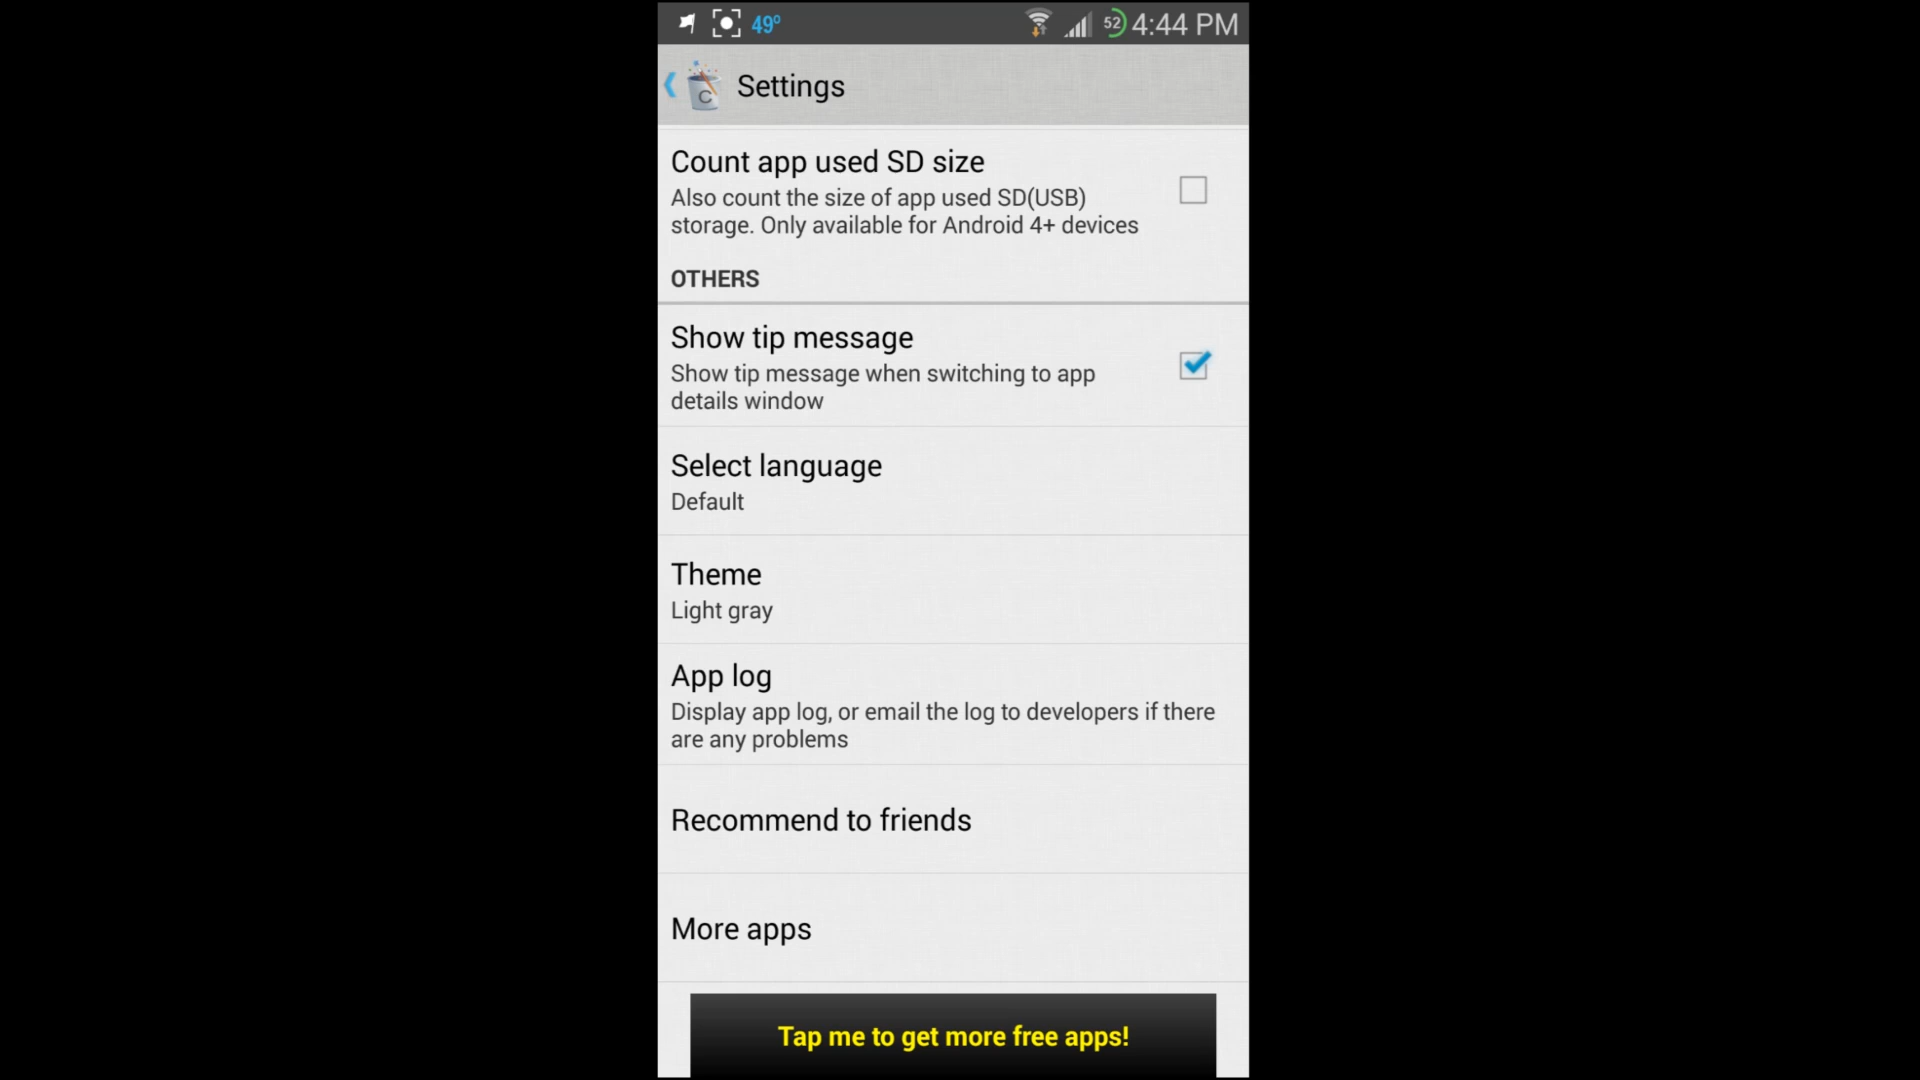 49°
52
4:44 PM
C
Settings
Count app used SD size
Also count the size of app used SD(USB)
storage. Only available for Android 4+ devices
OTHERS
Show tip message
Show tip message when switching to app
details window
Select language
Default
Theme
Light gray
App log
Display app log, or email the log to developers if there
are any problems
Recommend to friends
More apps
Tap me to get more free apps!